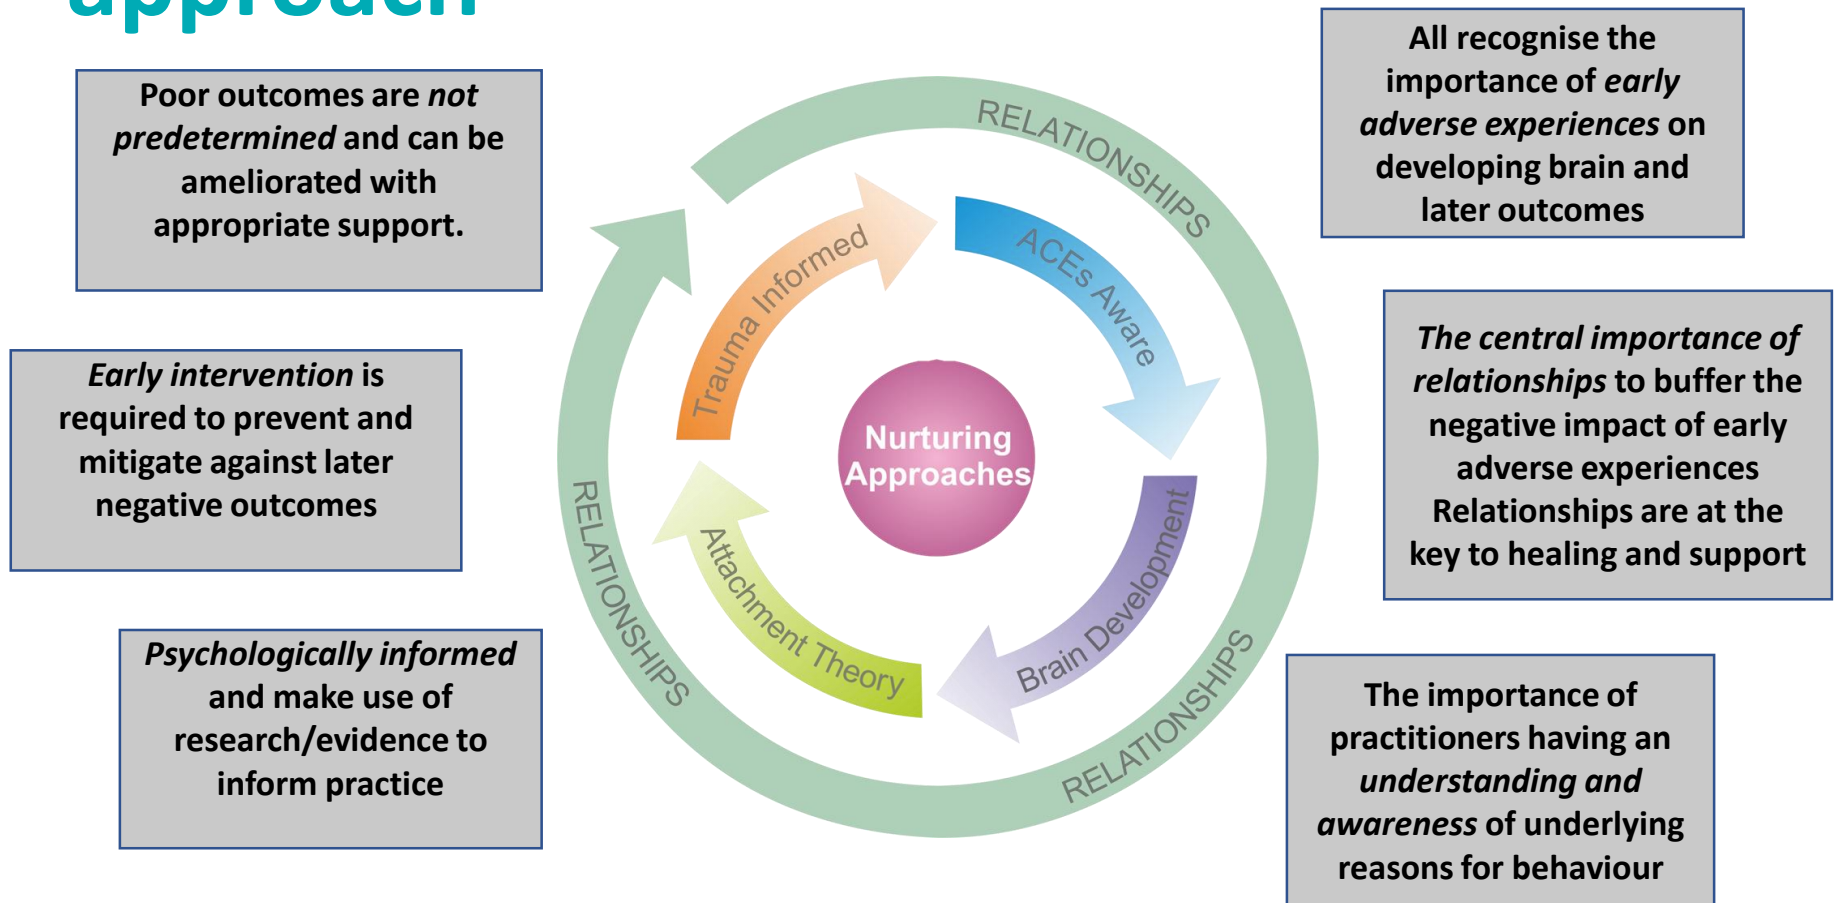 approach
Poor outcomes are not
predetermined and can be
ameliorated with
appropriate support.
Early intervention is
required to prevent and
mitigate against later
negative outcomes
Psychologically informed
and make use of
research/evidence to
inform practice
RELATIONSHIPS
RELATIONSHIPS
RELATIONSHIPS
Trauma Informed
ACEs Aware
Brain Development
Attachment Theory
Nurturing
Approaches
All recognise the
importance of early
adverse experiences on
developing brain and
later outcomes
The central importance of
relationships to buffer the
negative impact of early
adverse experiences
Relationships are at the
key to healing and support
The importance of
practitioners having an
understanding and
awareness of underlying
reasons for behaviour